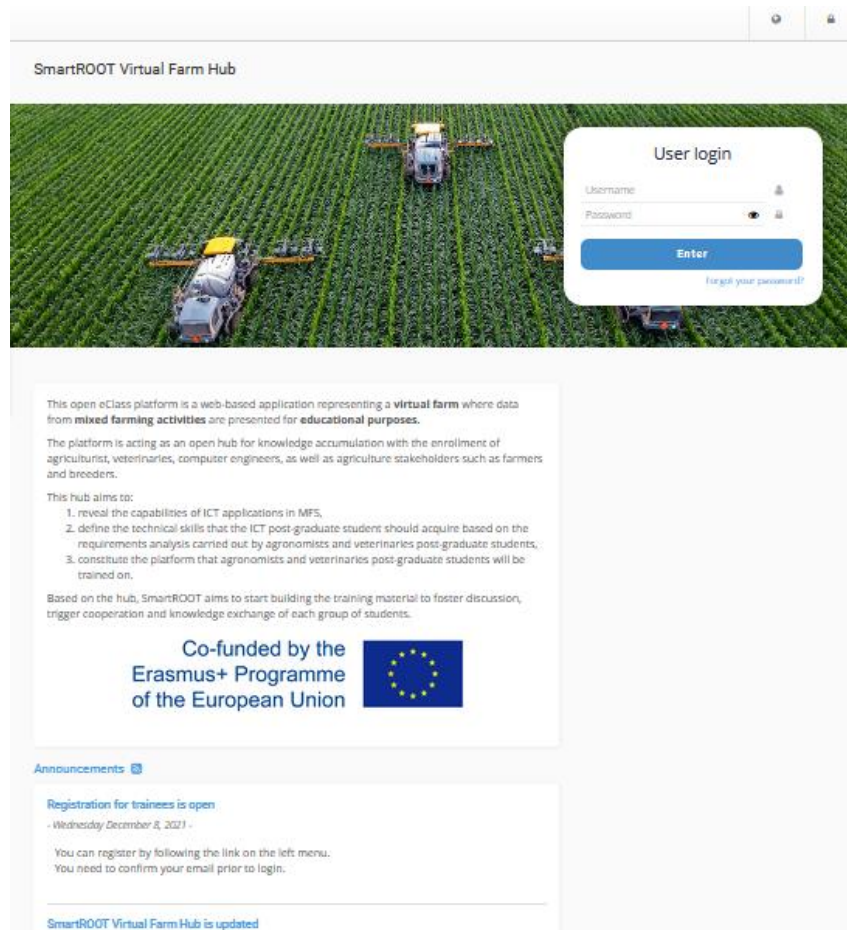 SmartROOT Virtual Farm Hub
User login
Username
Password
Enter
Forgot your password?
This open eClass platform is a web-based application representing a virtual farm where data
from mixed farming activities are presented for educational purposes.
The platform is acting as an open hub for knowledge accumulation with the enrollment of
agriculturist, veterinaries, computer engineers, as well as agriculture stakeholders such as farmers
and breeders.
This hub aims to:
1. reveal the capabilities of ICT applications in MFS,
2. define the technical skills that the ICT post-graduate student should acquire based on the
requirements analysis carried out by agronomists and veterinaries post-graduate students,
3. constitute the platform that agronomists and veterinaries post-graduate students will be
trained on.
Based on the hub, SmartROOT aims to start building the training material to foster discussion,
trigger cooperation and knowledge exchange of each group of students.
Co-funded by the
Erasmus+ Programme
of the European Union
Announcements
Registration for trainees is open
- Wednesday December 8, 2021 -
You can register by following the link on the left menu.
You need to confirm your email prior to login.
SmartROOT Virtual Farm Hub is updated